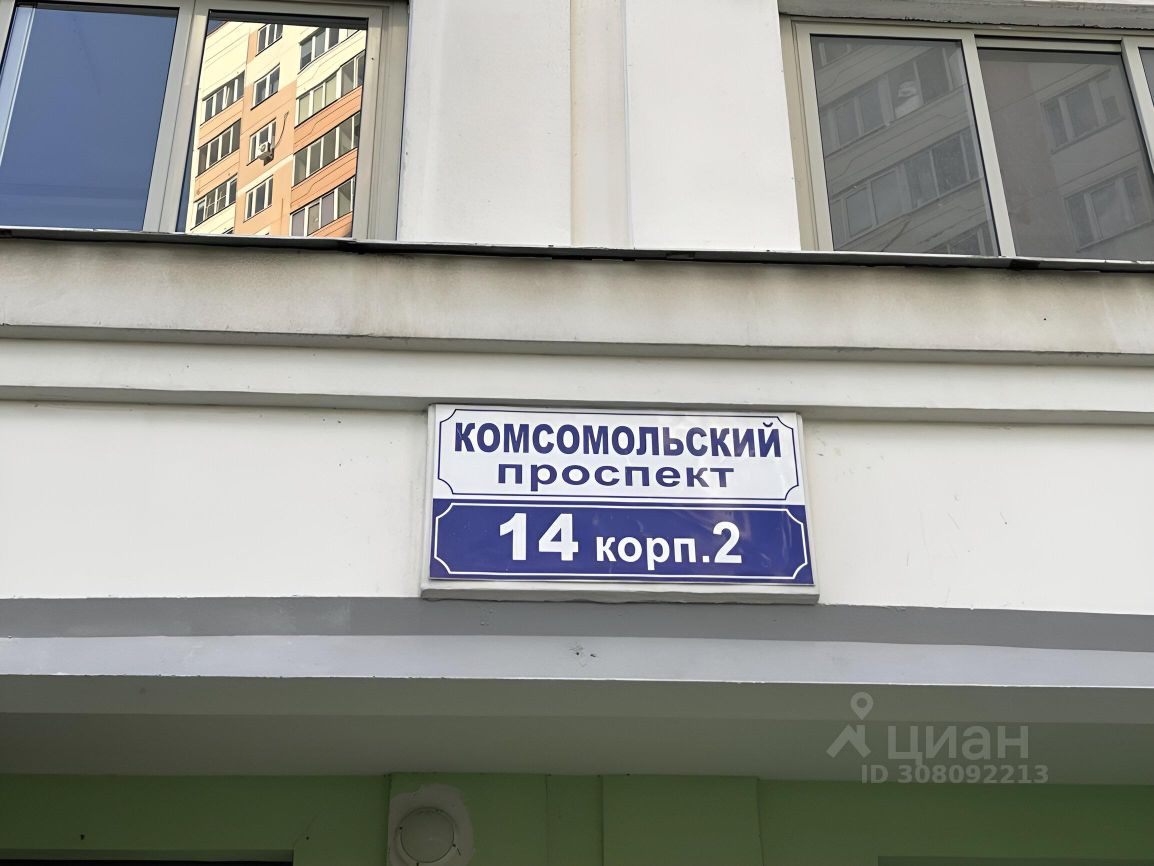 КОМСОМОЛЬСКИЙ
проспект
14 корп.2
циан
ID 308092213